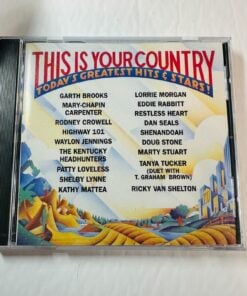 THIS IS YOUR COUNTRY
TODAY'S GREATEST HITS & STARS!
GARTH BROOKS
MARY-CHAPIN
CARPENTER
RODNEY CROWELL
HIGHWAY 101
WAYLON JENNINGS
THE KENTUCKY
HEADHUNTERS
PATTY LOVELESS
SHELBY LYNNE
KATHY MATTEA
LORRIE MORGAN
EDDIE RABBITT
RESTLESS HEART
DAN SEALS
SHENANDOAH
DOUG STONE
MARTY STUART
TANYA TUCKER
(DUET WITH
T. GRAHAM BROWN)
RICKY VAN SHELTON